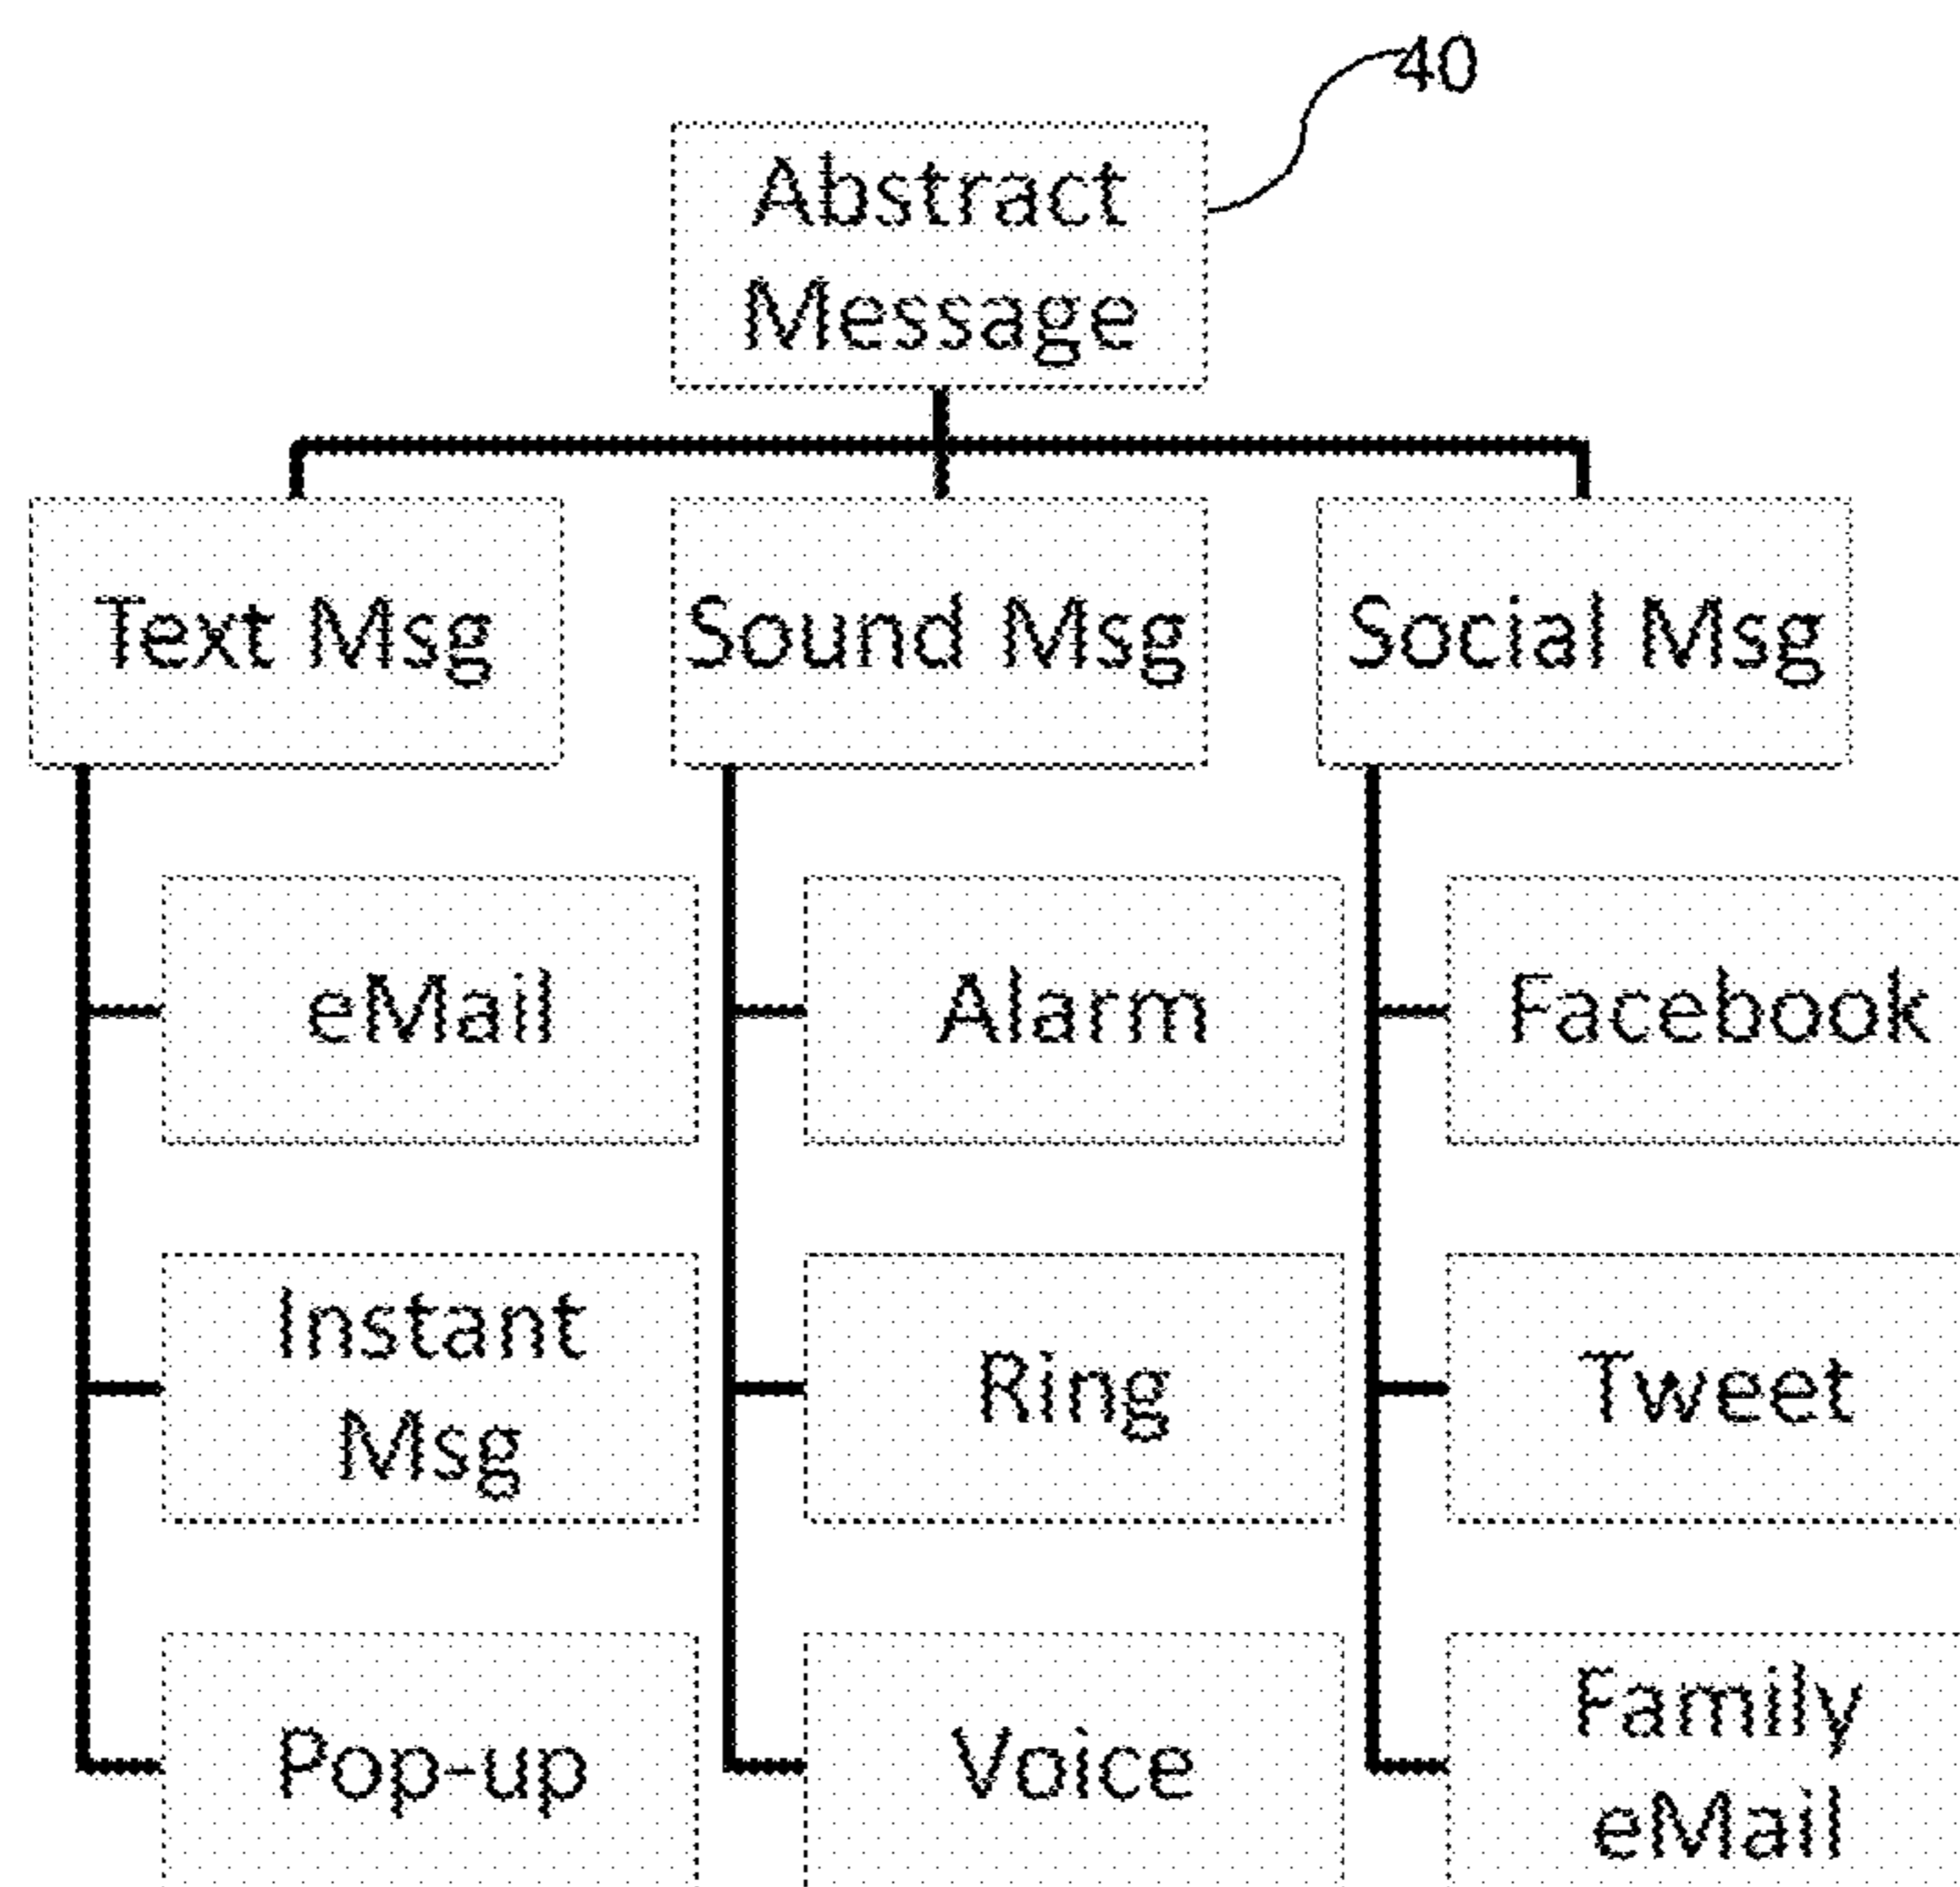 40
Abstract
Message
Text Msg
Sound Msg
Social Msg
eMail
Alarm
Facebook
Instant
Msg
Ring
Tweet
Pop-up
Voice
Family
eMail